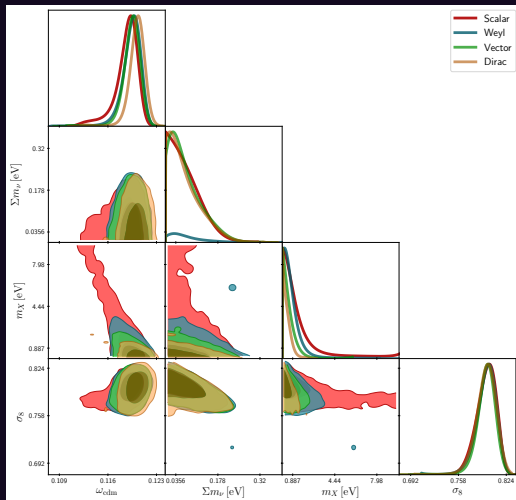 Scalar
Weyl
Vector
Dirac
0.32
0.178
0.0356
Σm_ν [eV]
7.98
4.44
0.887
m_X [eV]
0.824
0.758
0.692
σ_8
0.109 0.116 0.123
0.0356 0.178 0.32
0.887 4.44 7.98
0.692 0.758 0.824
ω_cdm Σm_ν [eV] m_X [eV] σ_8